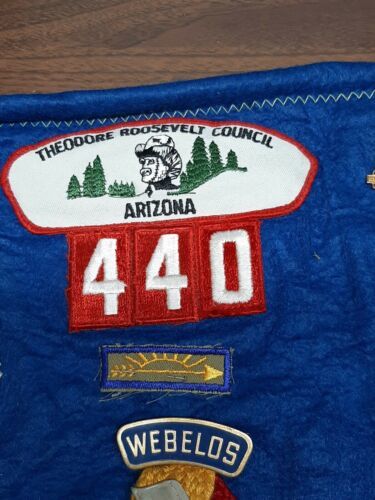 THEODORE ROOSEVELT COUNCIL
ARIZONA
440
WEBELOS